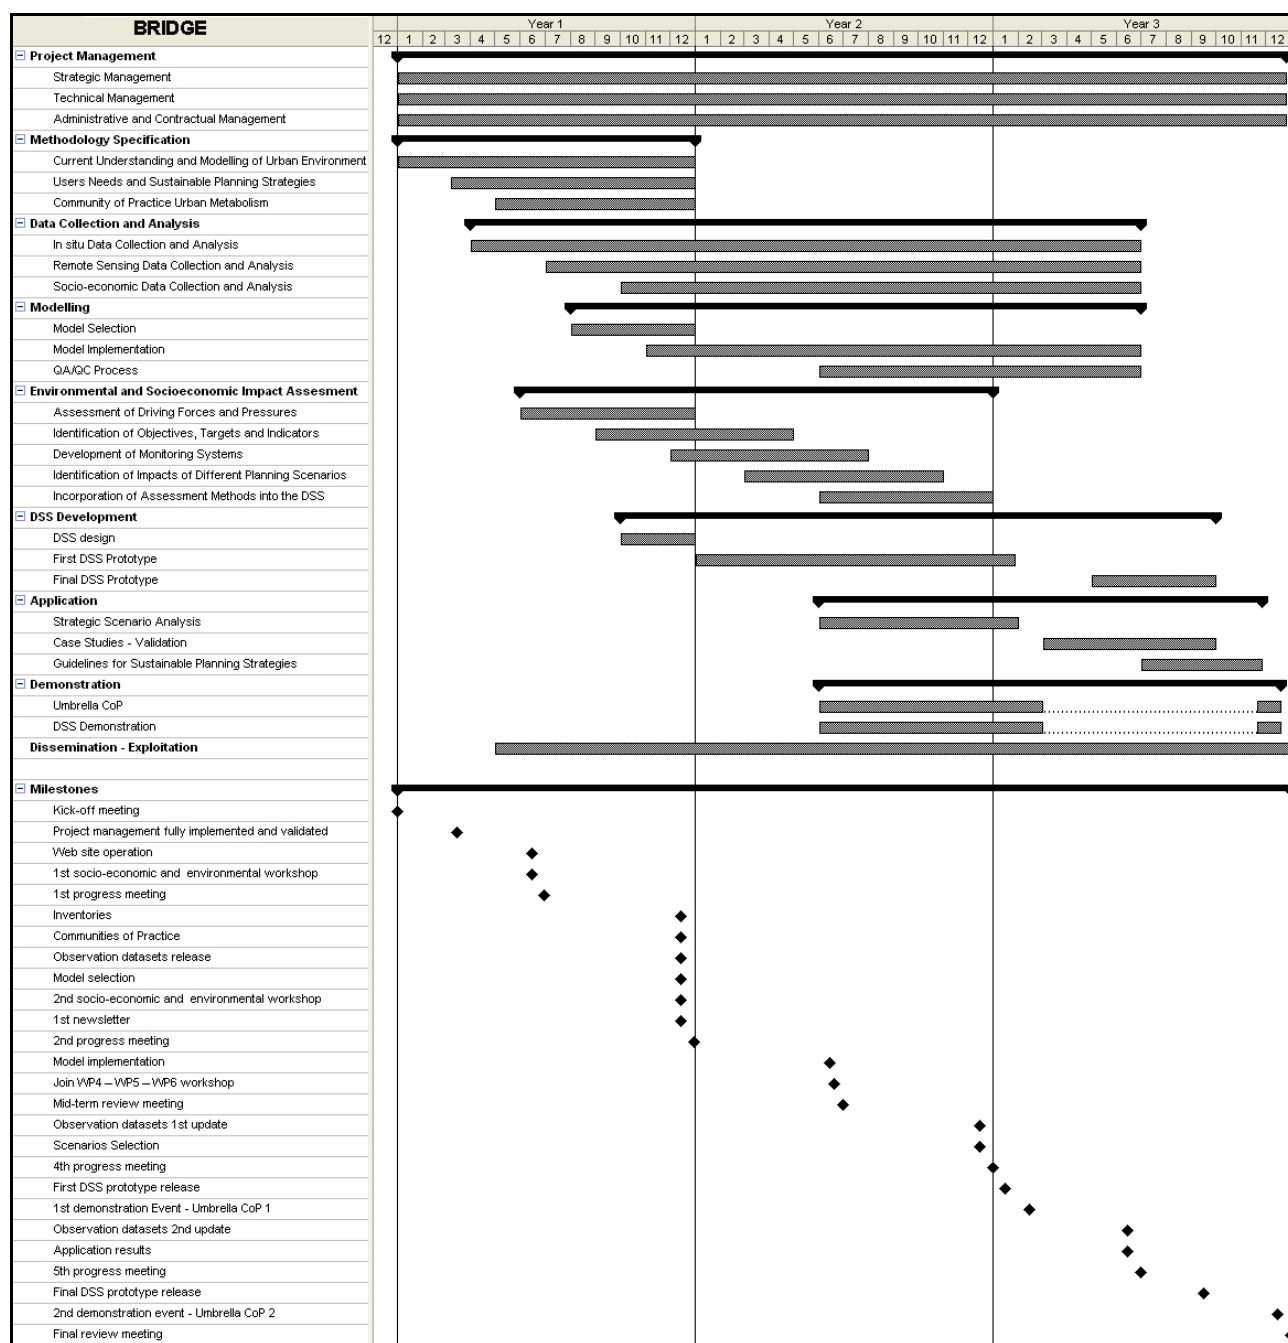 BRIDGE
Year 1 Year 2 Year 3
12 1 2 3 4 5 6 7 8 9 10 11 12 1 2 3 4 5 6 7 8 9 10 11 12 1 2 3 4 5 6 7 8 9 10 11 12
Project Management
Strategic Management
Technical Management
Administrative and Contractual Management
Methodology Specification
Current Understanding and Modelling of Urban Environment
Users Needs and Sustainable Planning Strategies
Community of Practice Urban Metabolism
Data Collection and Analysis
In situ Data Collection and Analysis
Remote Sensing Data Collection and Analysis
Socio-economic Data Collection and Analysis
Modelling
Model Selection
Model Implementation
QA/QC Process
Environmental and Socioeconomic Impact Assesment
Assessment of Driving Forces and Pressures
Identification of Objectives, Targets and Indicators
Development of Monitoring Systems
Identification of Impacts of Different Planning Scenarios
Incorporation of Assessment Methods into the DSS
DSS Development
DSS design
First DSS Prototype
Final DSS Prototype
Application
Strategic Scenario Analysis
Case Studies - Validation
Guidelines for Sustainable Planning Strategies
Demonstration
Umbrella CoP
DSS Demonstration
Dissemination - Exploitation
Milestones
Kick-off meeting
Project management fully implemented and validated
Web site operation
1st socio-economic and environmental workshop
1st progress meeting
Inventories
Communities of Practice
Observation datasets release
Model selection
2nd socio-economic and environmental workshop
1st newsletter
2nd progress meeting
Model implementation
Join WP4 – WP5 – WP6 workshop
Mid-term review meeting
Observation datasets 1st update
Scenarios Selection
4th progress meeting
First DSS prototype release
1st demonstration Event - Umbrella CoP 1
Observation datasets 2nd update
Application results
5th progress meeting
Final DSS prototype release
2nd demonstration event - Umbrella CoP 2
Final review meeting